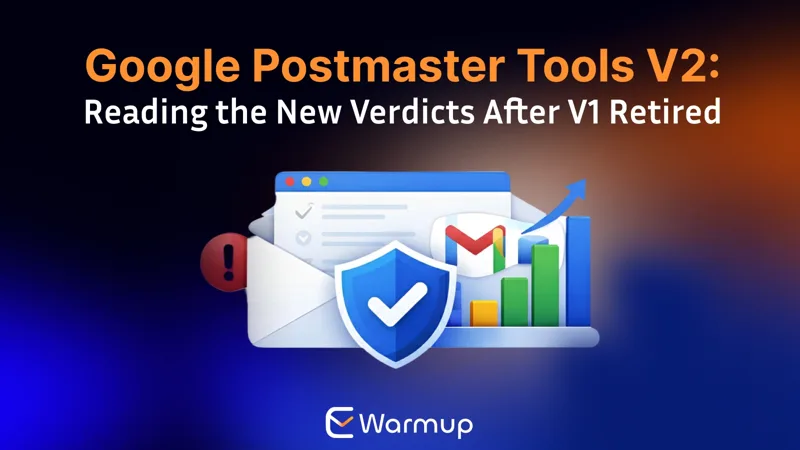 Google Postmaster Tools V2:
Reading the New Verdicts After V1 Retired
Warmup